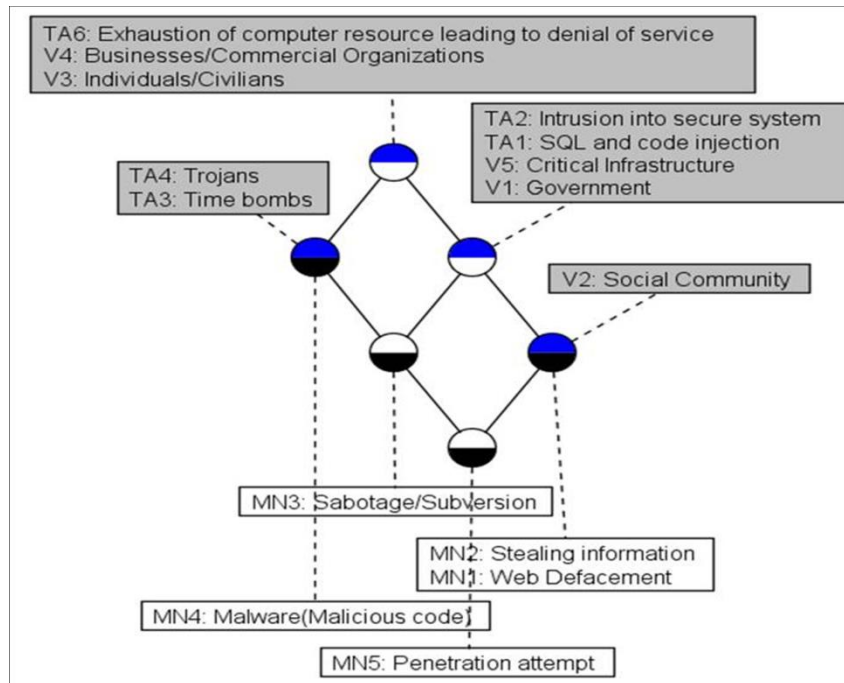 TA6: Exhaustion of computer resource leading to denial of service
V4: Businesses/Commercial Organizations
V3: Individuals/Civilians
TA2: Intrusion into secure system
TA1: SQL and code injection
V5: Critical Infrastructure
V1: Government
TA4: Trojans
TA3: Time bombs
V2: Social Community
MN3: Sabotage/Subversion
MN2: Stealing information
MN1: Web Defacement
MN4: Malware(Malicious code)
MN5: Penetration attempt